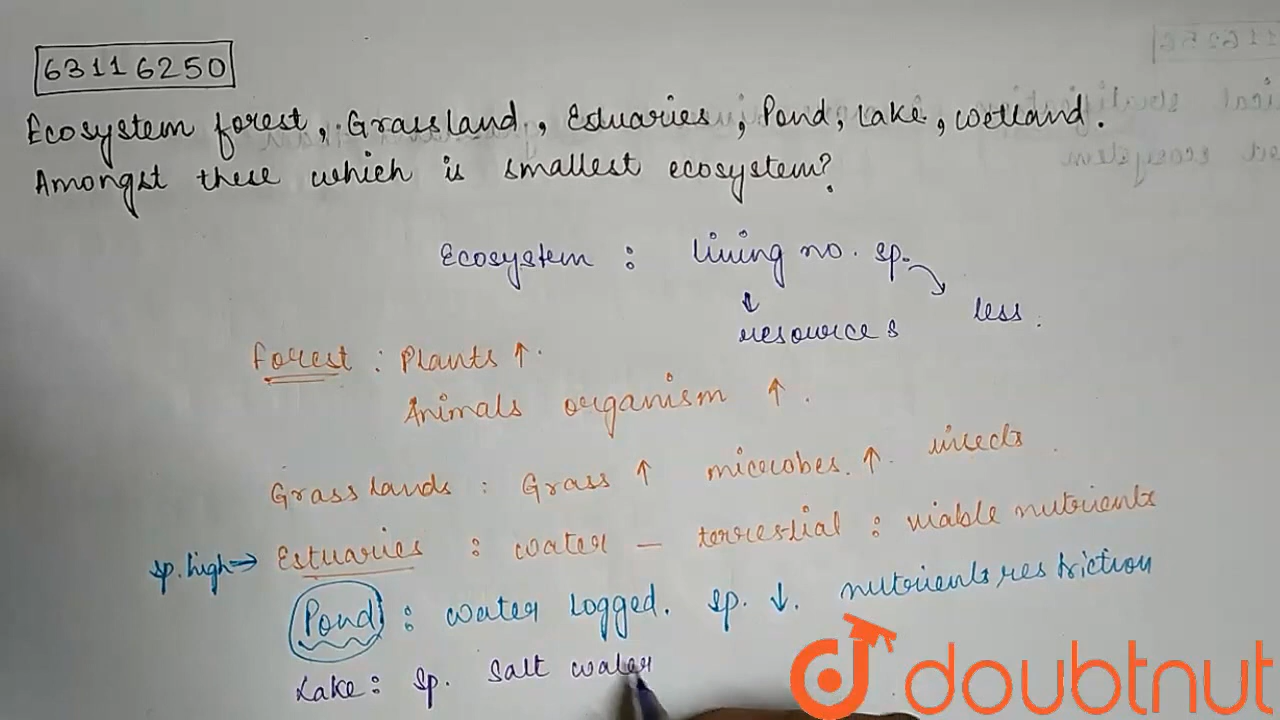 63116250
Ecosystem forest, Grassland, Estuaries, Pond, Lake, wetland.
Amongst these which is smallest ecosystem?
Ecosystem : living no. sp.
resources less.
Forest : Plants ↑.
Animals organism ↑.
Grass lands : Grass ↑ microbes. ↑. insects.
sp. high → Estuaries : water – terrestial : viable nutrients
Pond : water logged. sp. ↓. nutrients restriction
Lake : sp. salt water
doubtnut